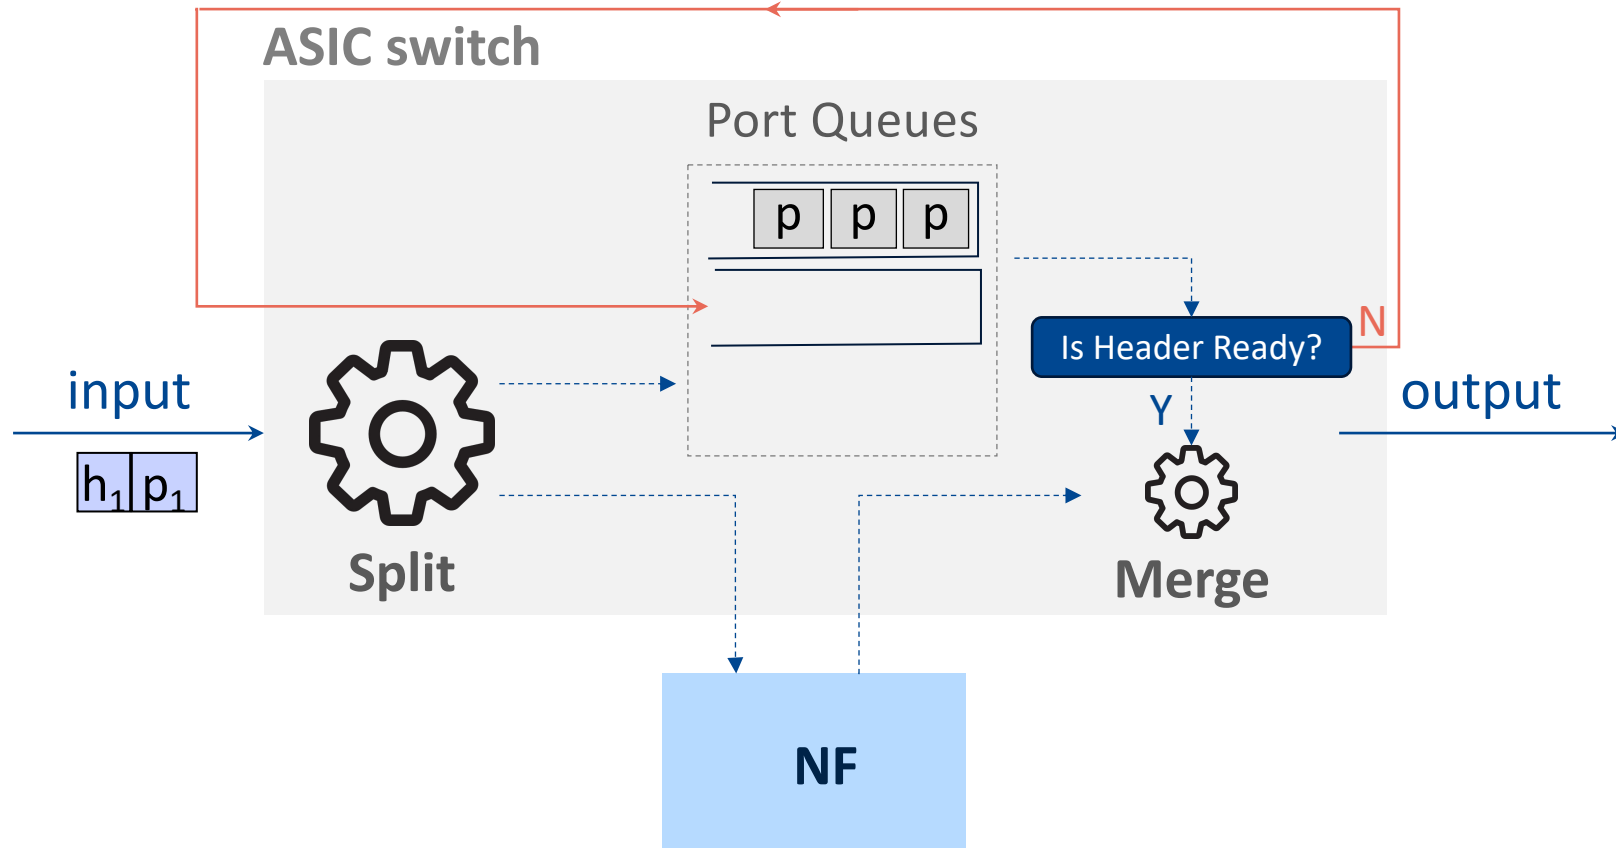 ASIC switch
Port Queues
p p p
N
Is Header Ready?
input
Y
output
h₁ p₁
Split
Merge
NF